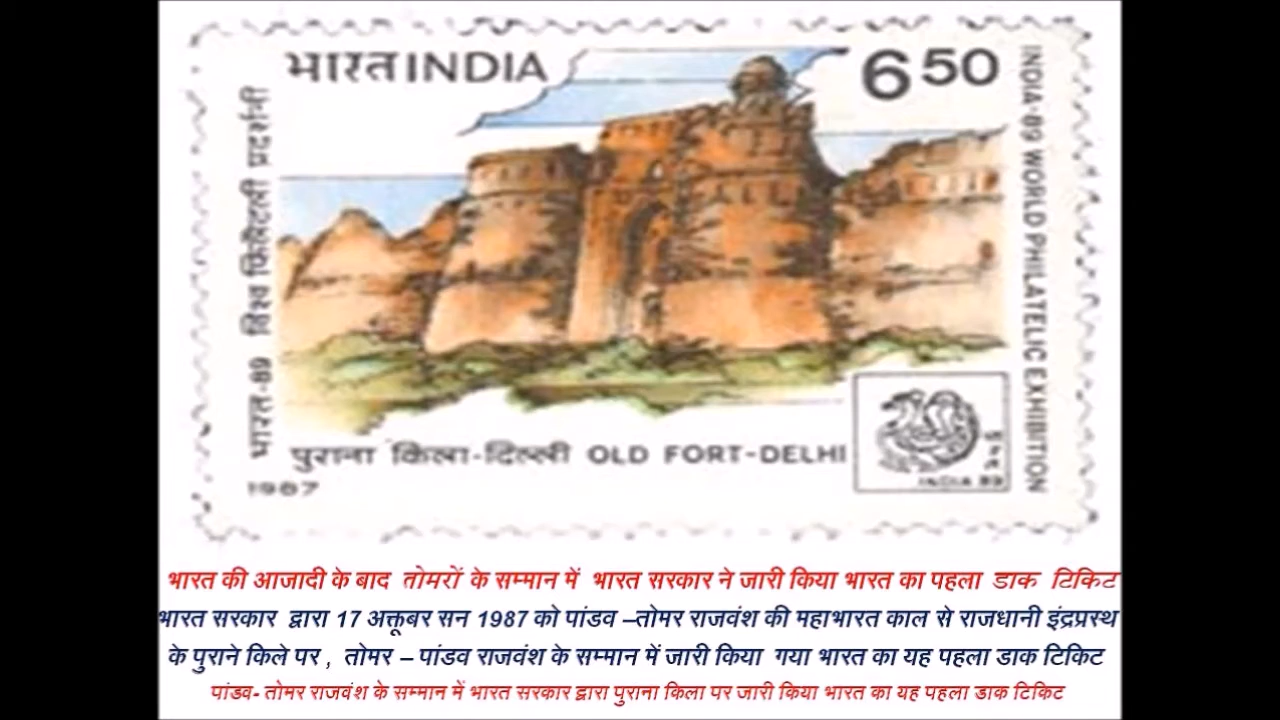 भारत INDIA
6 50
भारत-89 विश्व फिलेटली प्रदर्शनी
INDIA-89 WORLD PHILATELIC EXHIBITION
पुराना किला-दिल्ली OLD FORT-DELHI
1987
INDIA 89
भारत की आजादी के बाद तोमरों के सम्मान में भारत सरकार ने जारी किया भारत का पहला डाक टिकिट
भारत सरकार द्वारा 17 अक्तूबर सन 1987 को पांडव –तोमर राजवंश की महाभारत काल से राजधानी इंद्रप्रस्थ
के पुराने किले पर , तोमर – पांडव राजवंश के सम्मान में जारी किया गया भारत का यह पहला डाक टिकिट
पांडव- तोमर राजवंश के सम्मान में भारत सरकार द्वारा पुराना किला पर जारी किया भारत का यह पहला डाक टिकिट